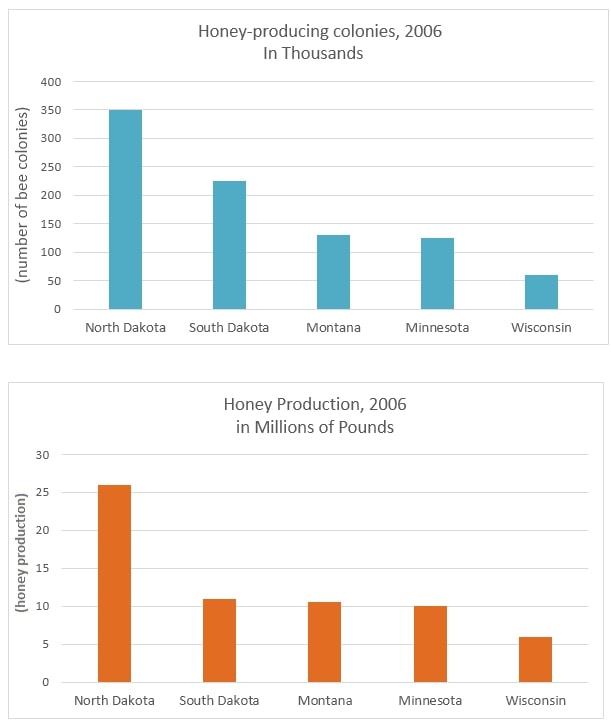 Honey-producing colonies, 2006
In Thousands
(number of bee colonies)
400
350
300
250
200
150
100
50
0
North Dakota South Dakota Montana Minnesota Wisconsin
Honey Production, 2006
in Millions of Pounds
(honey production)
30
25
20
15
10
5
0
North Dakota South Dakota Montana Minnesota Wisconsin